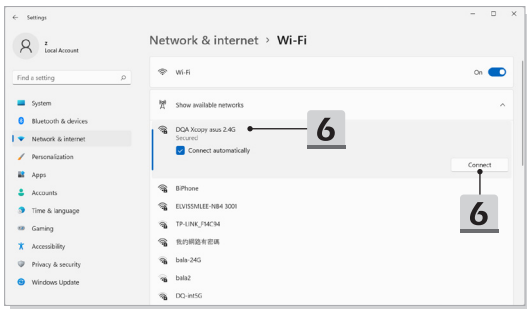 Settings
z
Local Account
Find a setting
System
Bluetooth & devices
Network & internet
Personalization
Apps
Accounts
Time & language
Gaming
Accessibility
Privacy & security
Windows Update
Network & internet > Wi-Fi
Wi-Fi
On
Show available networks
DQA Xcopy asus 2.4G
Secured
Connect automatically
6
Connect
6
BiPhone
ELVISSMLEE-NB4 3001
TP-LINK_F14C94
我的網路有密碼
bala-24G
bala2
DQ-int5G